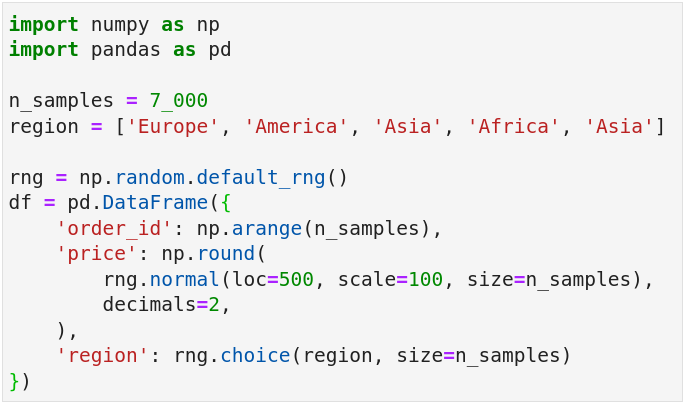 import numpy as np
import pandas as pd

n_samples = 7_000
region = ['Europe', 'America', 'Asia', 'Africa', 'Asia']

rng = np.random.default_rng()
df = pd.DataFrame({
    'order_id': np.arange(n_samples),
    'price': np.round(
        rng.normal(loc=500, scale=100, size=n_samples),
        decimals=2,
    ),
    'region': rng.choice(region, size=n_samples)
})